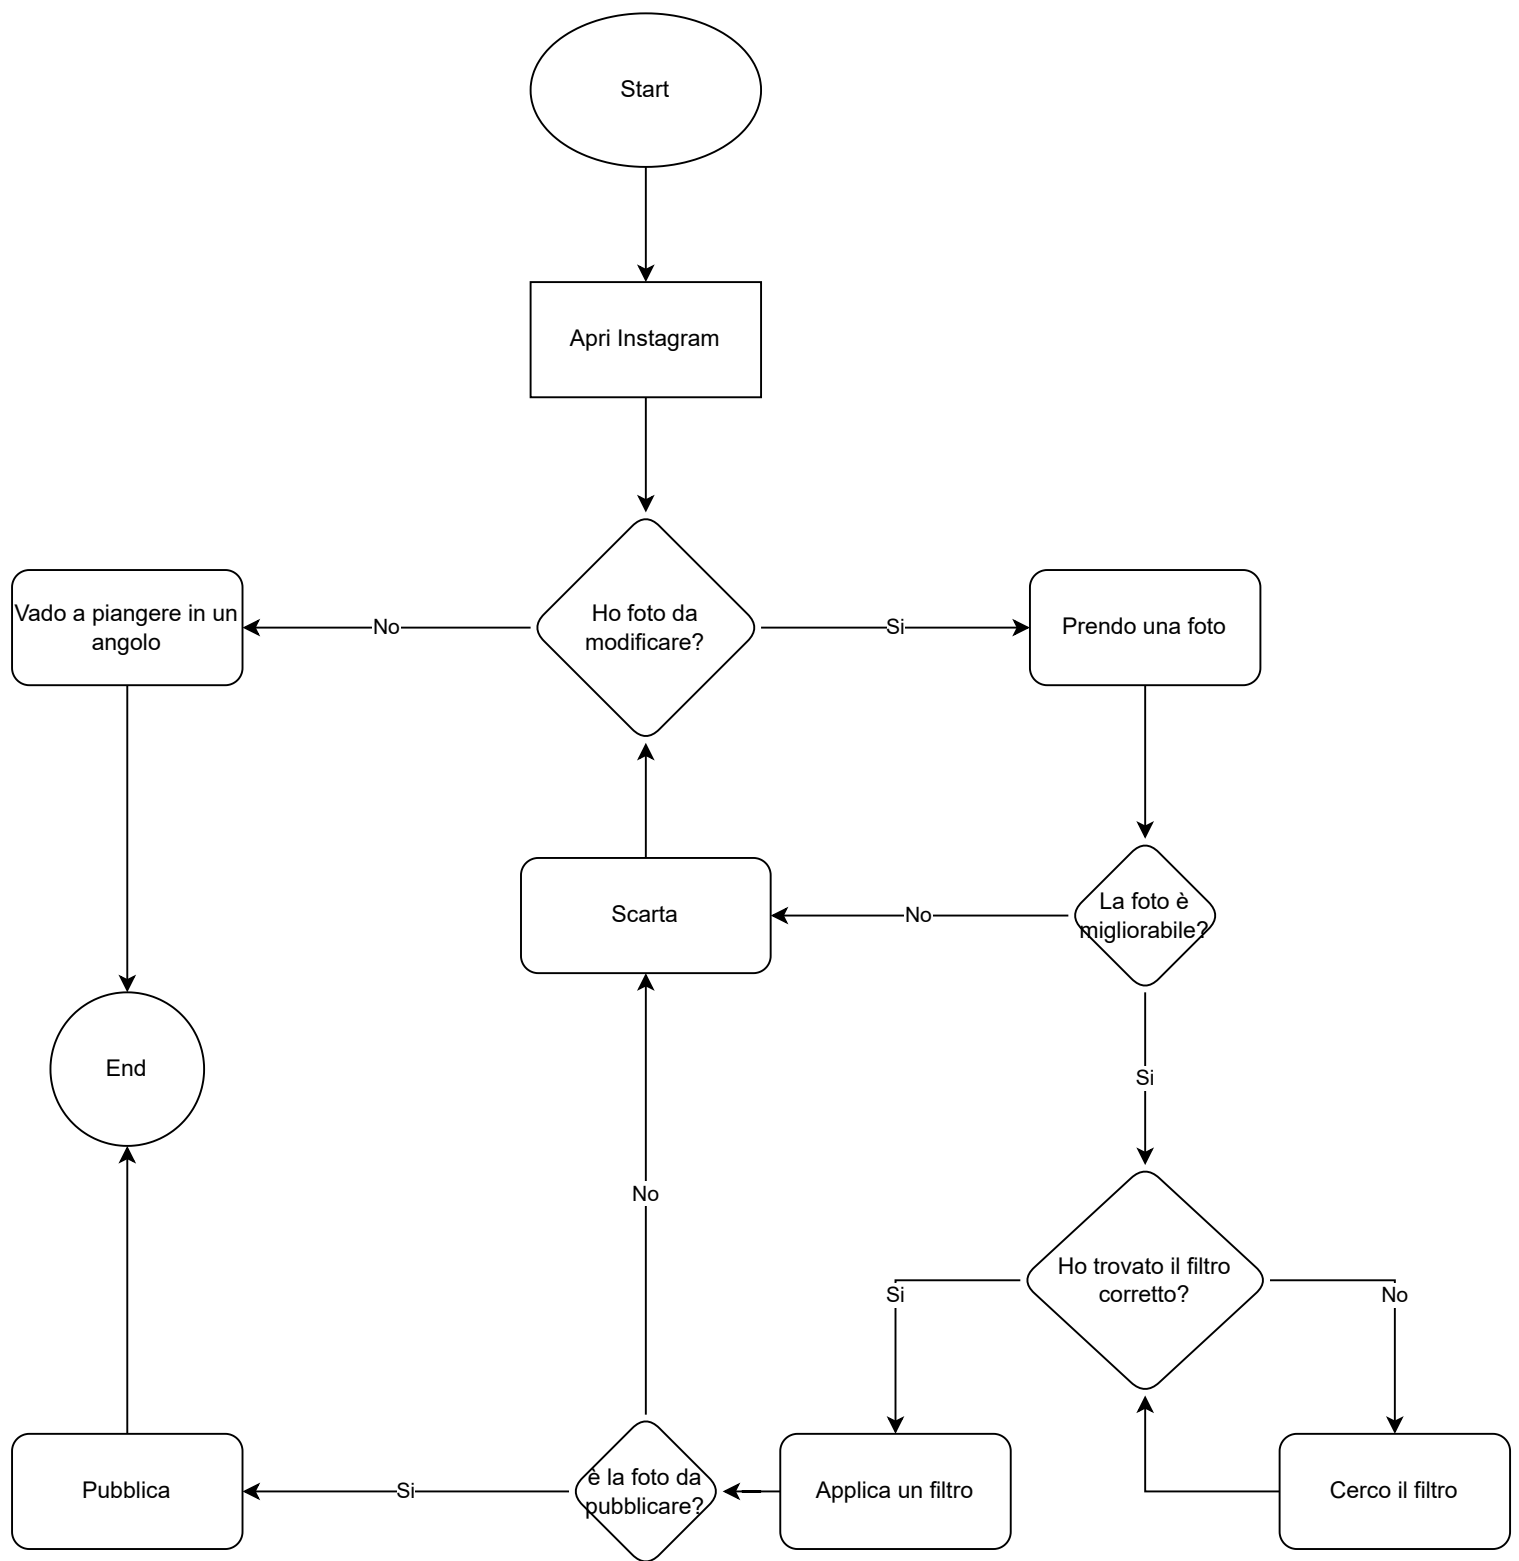 Start
Apri Instagram
Ho foto da
modificare?
No
Si
Vado a piangere in un
angolo
Prendo una foto
La foto è
migliorabile?
No
Scarta
Si
End
No
Ho trovato il filtro
corretto?
Si
No
Pubblica
Si
è la foto da
pubblicare?
Applica un filtro
Cerco il filtro